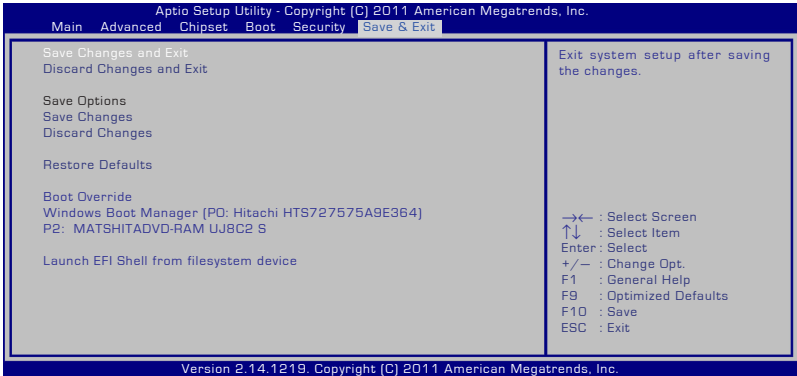 Aptio Setup Utility - Copyright (C) 2011 American Megatrends, Inc.
Main Advanced Chipset Boot Security Save & Exit
Save Changes and Exit
Discard Changes and Exit
Save Options
Save Changes
Discard Changes
Restore Defaults
Boot Override
Windows Boot Manager (P0: Hitachi HTS727575A9E364)
P2: MATSHITADVD-RAM UJ8C2 S
Launch EFI Shell from filesystem device
Exit system setup after saving
the changes.
→← : Select Screen
↑↓ : Select Item
Enter : Select
+/− : Change Opt.
F1 : General Help
F9 : Optimized Defaults
F10 : Save
ESC : Exit
Version 2.14.1219. Copyright (C) 2011 American Megatrends, Inc.